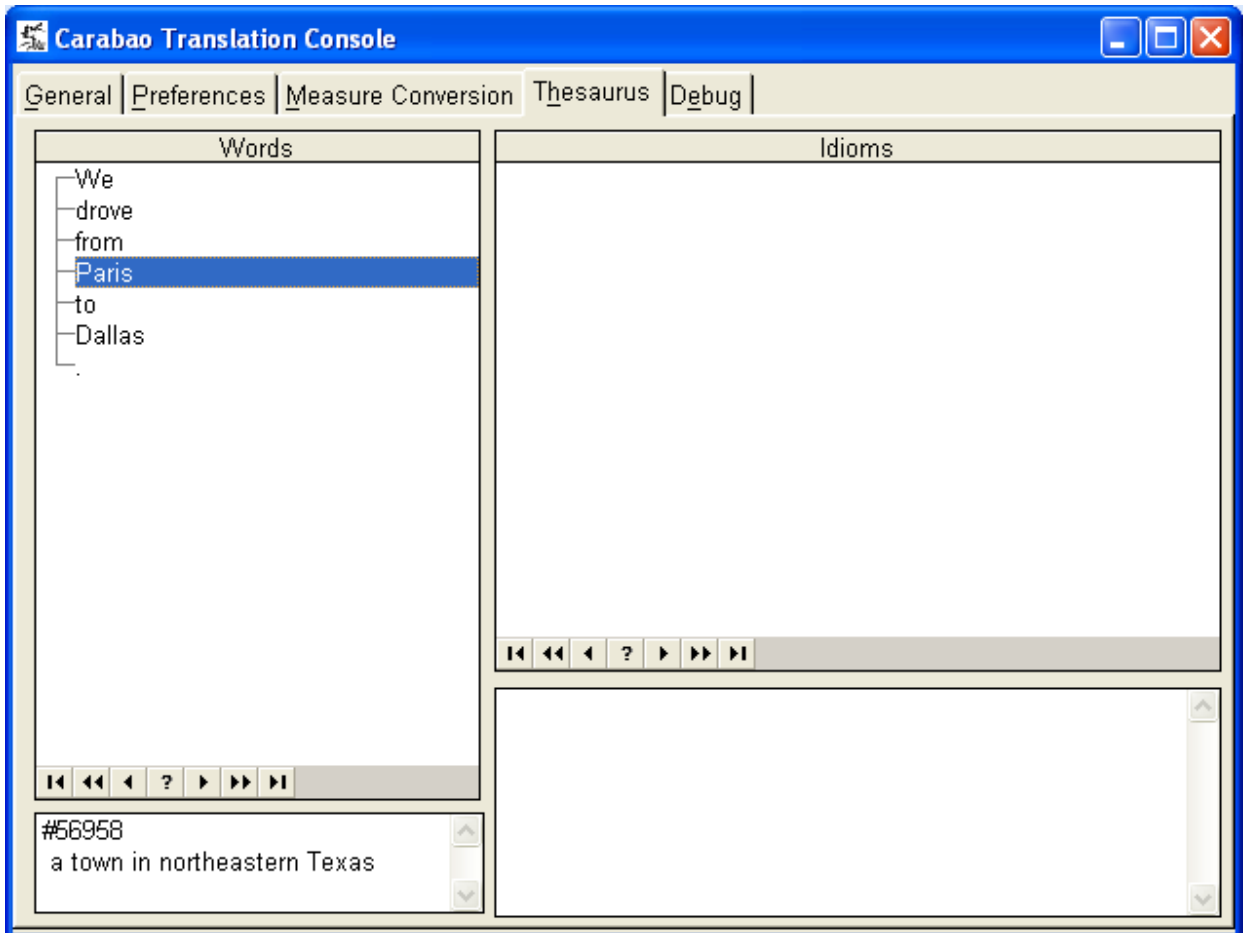 Carabao Translation Console
General Preferences Measure Conversion Thesaurus Debug
Words
We
drove
from
Paris
to
Dallas
.
#56958
a town in northeastern Texas
Idioms
?
?